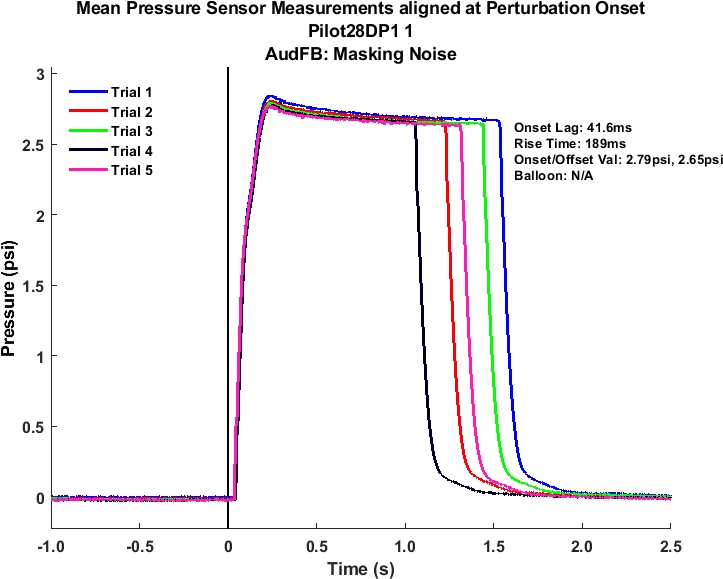 Mean Pressure Sensor Measurements aligned at Perturbation Onset
Pilot28DP1 1
AudFB: Masking Noise
3
2.5
2
1.5
1
0.5
0
Pressure (psi)
Trial 1
Trial 2
Trial 3
Trial 4
Trial 5
Onset Lag: 41.6ms
Rise Time: 189ms
Onset/Offset Val: 2.79psi, 2.65psi
Balloon: N/A
-1.0
-0.5
0
0.5
1.0
1.5
2.0
2.5
Time (s)